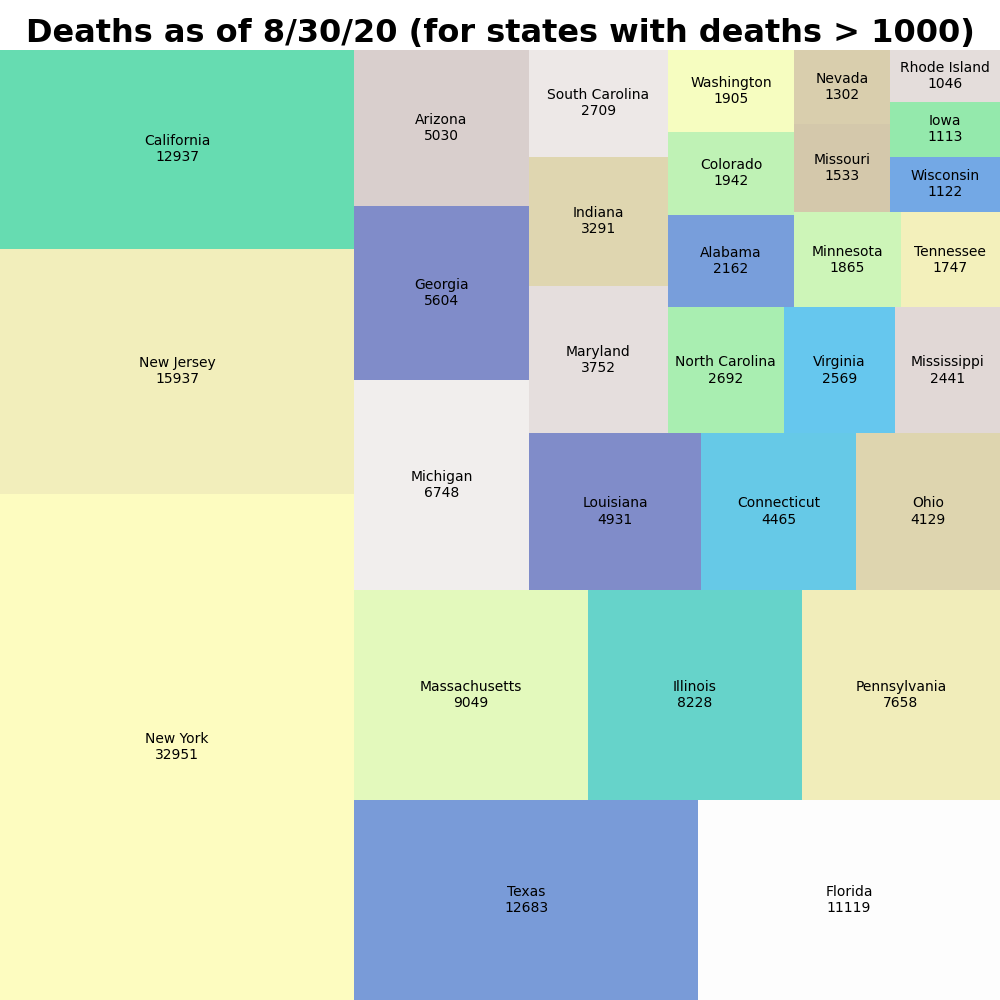 Deaths as of 8/30/20 (for states with deaths > 1000)
California
12937
New Jersey
15937
New York
32951
Arizona
5030
Georgia
5604
Michigan
6748
South Carolina
2709
Indiana
3291
Maryland
3752
Washington
1905
Colorado
1942
Alabama
2162
Nevada
1302
Missouri
1533
Rhode Island
1046
Iowa
1113
Wisconsin
1122
Minnesota
1865
Tennessee
1747
North Carolina
2692
Virginia
2569
Mississippi
2441
Louisiana
4931
Connecticut
4465
Ohio
4129
Massachusetts
9049
Illinois
8228
Pennsylvania
7658
Texas
12683
Florida
11119